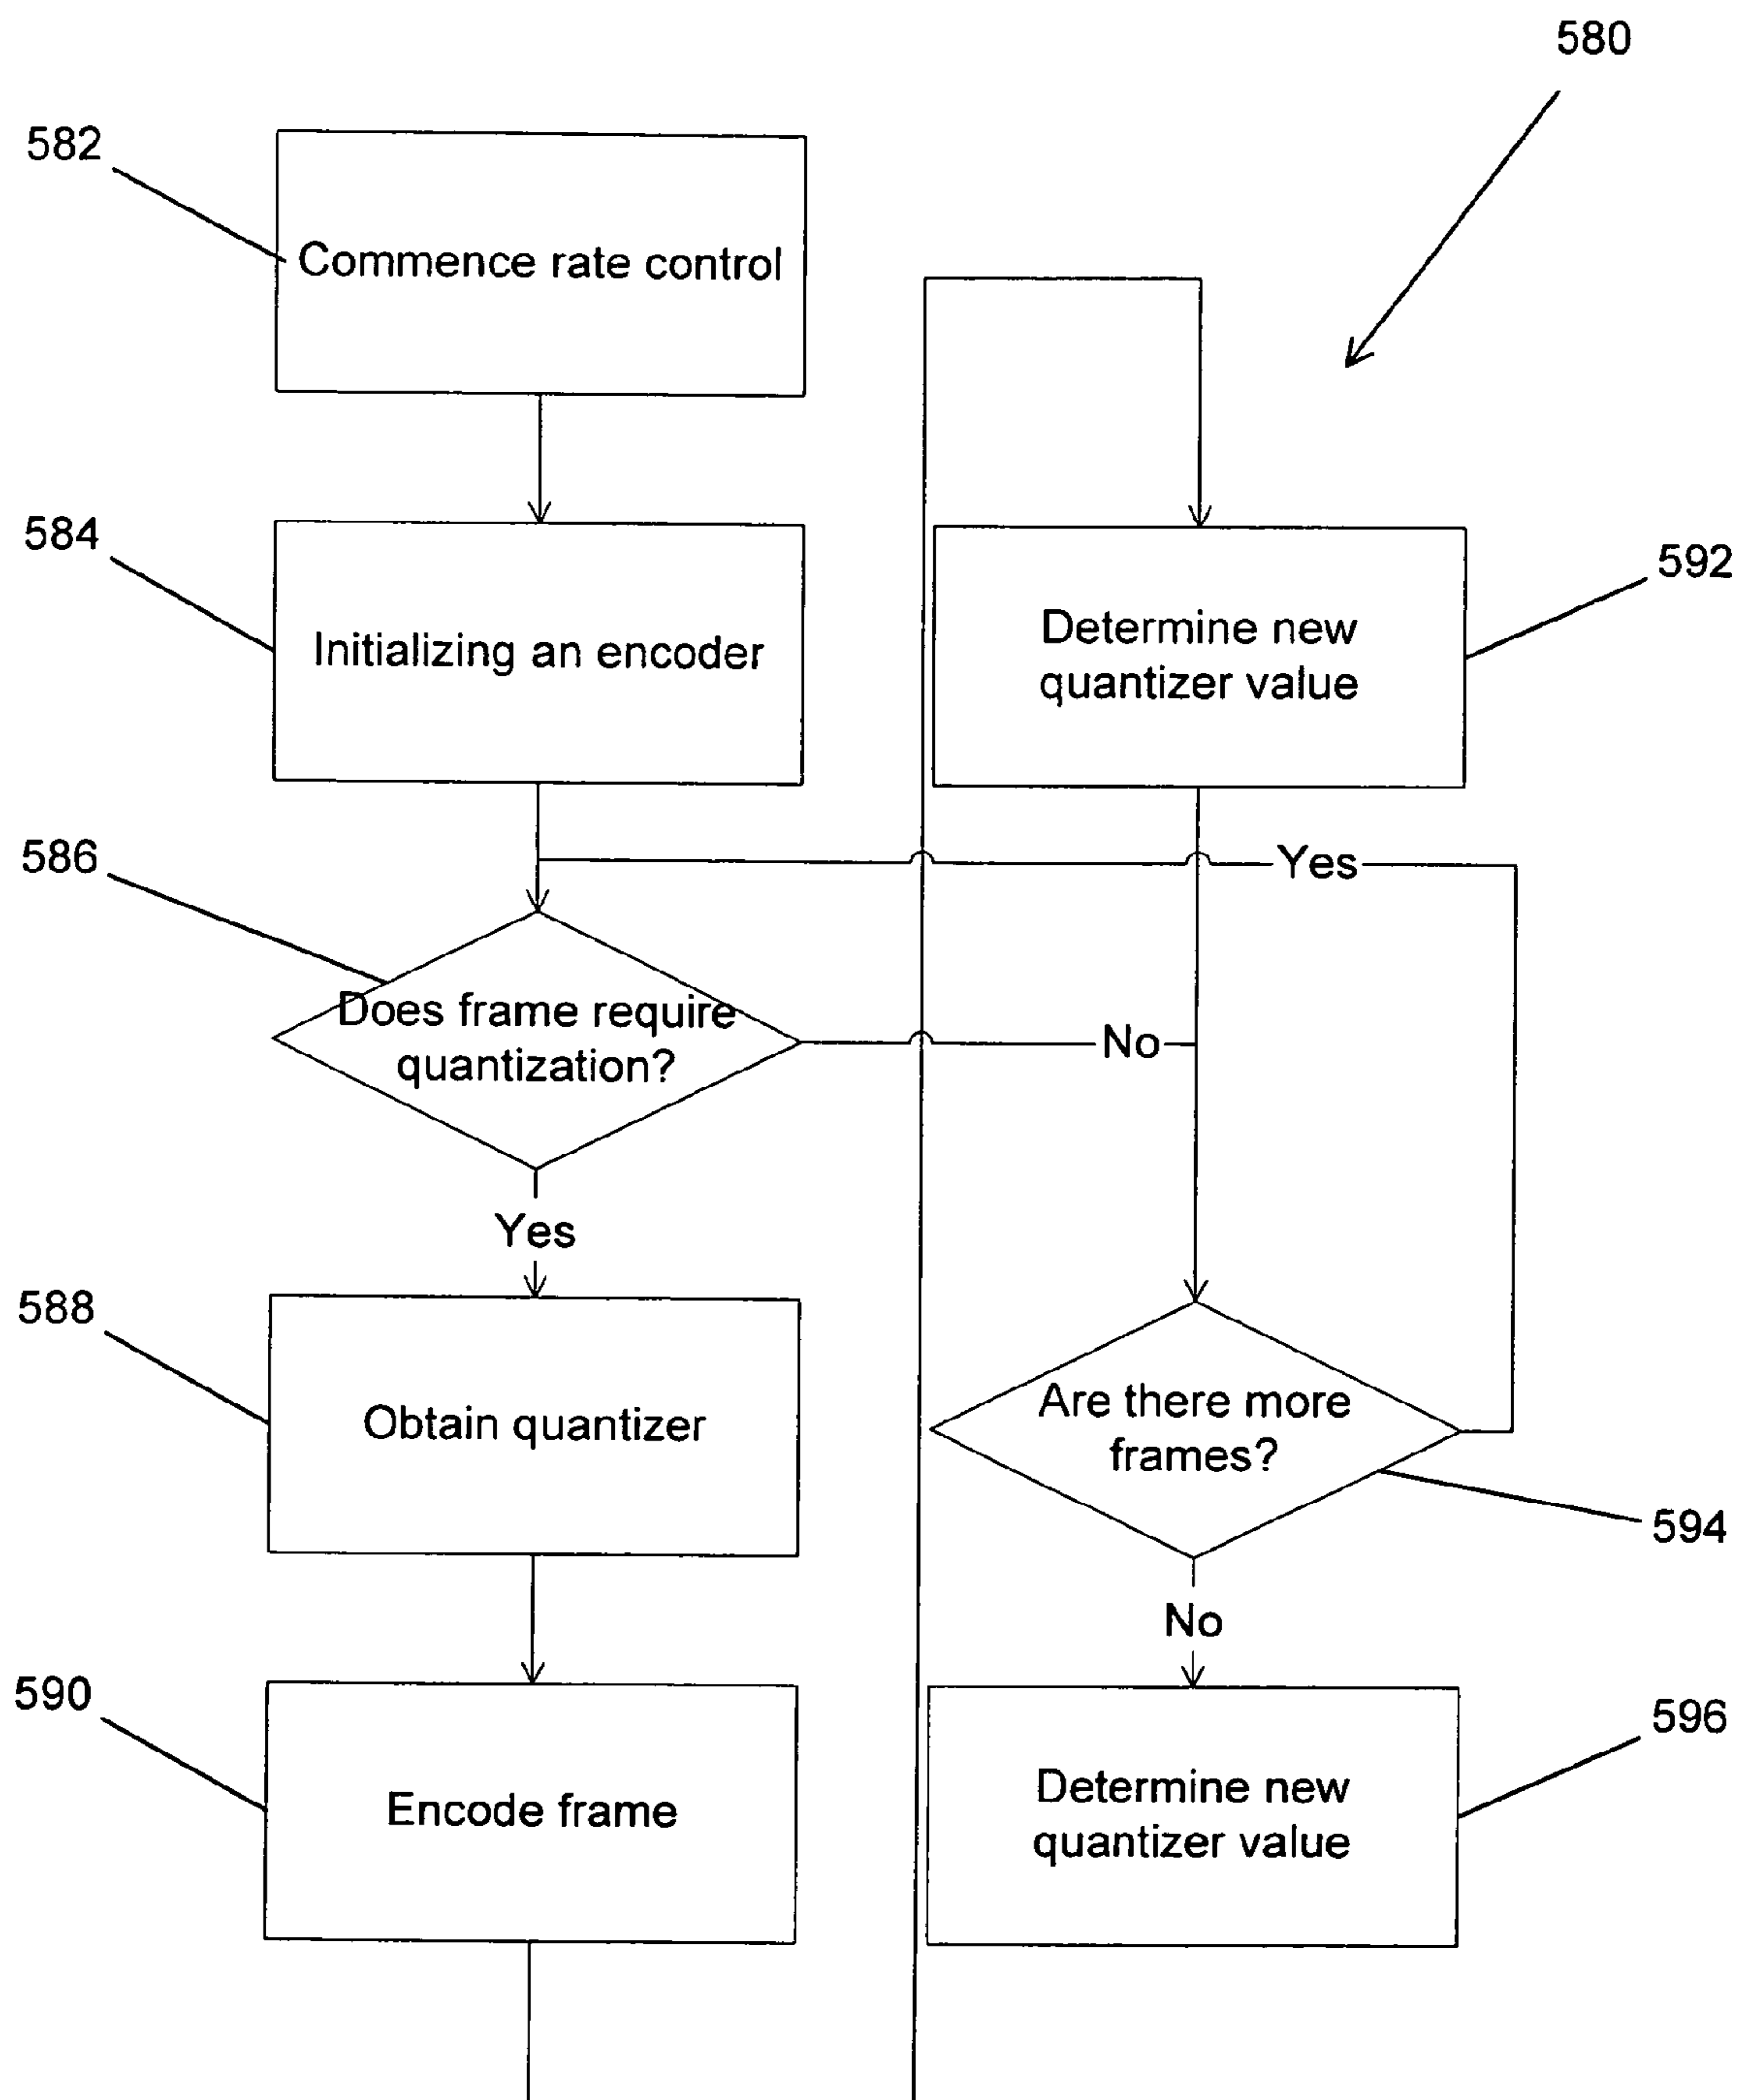 580
582
Commence rate control
584
Initializing an encoder
592
Determine new
quantizer value
586
Yes
Does frame require
quantization?
No
Yes
588
Obtain quantizer
Are there more
frames?
594
No
590
Encode frame
596
Determine new
quantizer value